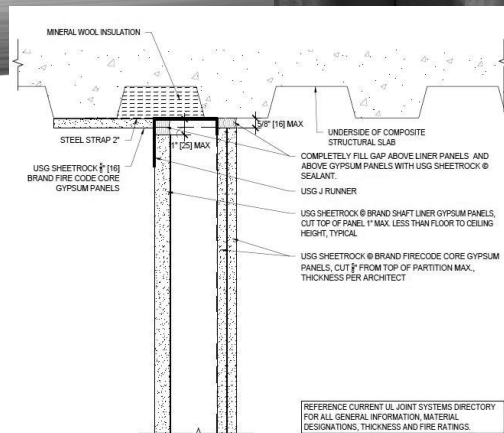 MINERAL WOOL INSULATION
STEEL STRAP 2"
5/8" [16] MAX
1" [25] MAX
UNDERSIDE OF COMPOSITE
STRUCTURAL SLAB
USG SHEETROCK 5/8" [16]
BRAND FIRE CODE CORE
GYPSUM PANELS
COMPLETELY FILL GAP ABOVE LINER PANELS AND
ABOVE GYPSUM PANELS WITH USG SHEETROCK ®
SEALANT.
USG J RUNNER
USG SHEETROCK ® BRAND SHAFT LINER GYPSUM PANELS,
CUT TOP OF PANEL 1" MAX. LESS THAN FLOOR TO CEILING
HEIGHT, TYPICAL
USG SHEETROCK ® BRAND FIRECODE CORE GYPSUM
PANELS, CUT 5/8" FROM TOP OF PARTITION MAX.,
THICKNESS PER ARCHITECT
REFERENCE CURRENT UL JOINT SYSTEMS DIRECTORY
FOR ALL GENERAL INFORMATION, MATERIAL
DESIGNATIONS, THICKNESS AND FIRE RATINGS.